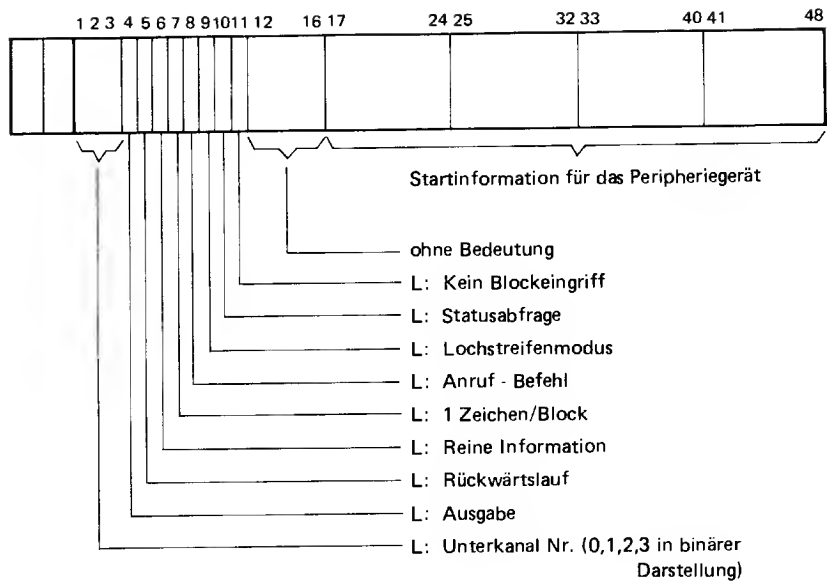 1 2 3 4 5 6 7 8 9 10 11 12 16 17 24 25 32 33 40 41 48
Startinformation für das Peripheriegerät
ohne Bedeutung
L: Kein Blockeingriff
L: Statusabfrage
L: Lochstreifenmodus
L: Anruf - Befehl
L: 1 Zeichen/Block
L: Reine Information
L: Rückwärtslauf
L: Ausgabe
L: Unterkanal Nr. (0,1,2,3 in binärer
Darstellung)